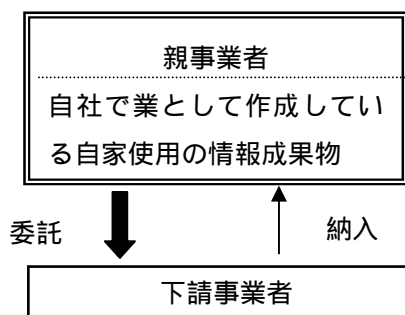 親事業者
自社で業として作成してい
る自家使用の情報成果物
委託
納入
下請事業者